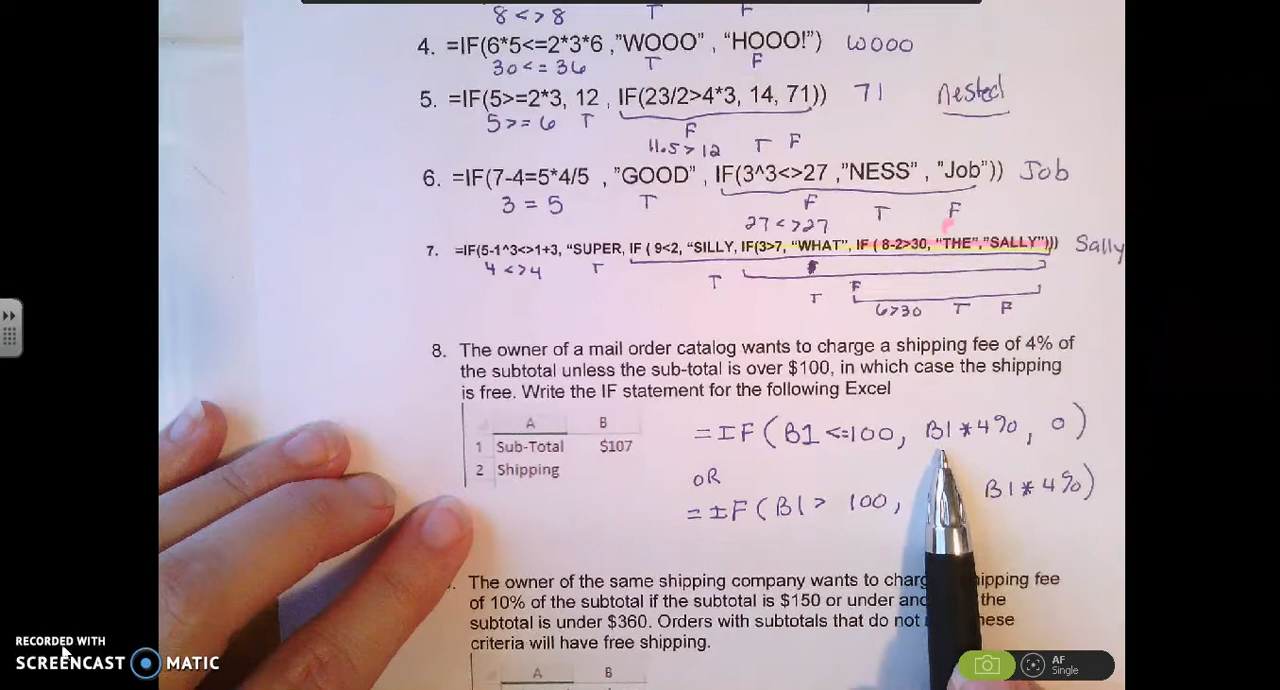 8 < > 8 T F T
4. =IF(6*5<=2*3*6 ,"WOOO" , "HOOO!") WOOO
30 < = 36 T F
5. =IF(5>=2*3, 12 , IF(23/2>4*3, 14, 71)) 71 nested
5 >= 6 T F
11.5 > 12 T F
6. =IF(7-4=5*4/5 , "GOOD" , IF(3^3<>27 ,"NESS" , "Job")) Job
3 = 5 T F T F
27 <> 27
7. =IF(5-1^3<>1+3, "SUPER, IF ( 9<2, "SILLY, IF(3>7, "WHAT", IF ( 8-2>30, "THE","SALLY"))) Sally
4 <> 4 T
T
T F
6>30 T F
8. The owner of a mail order catalog wants to charge a shipping fee of 4% of
the subtotal unless the sub-total is over $100, in which case the shipping
is free. Write the IF statement for the following Excel
A B
1 Sub-Total $107
2 Shipping
=IF(B1 <=100, B1*4%, 0)
OR
=IF(B1 > 100, B1*4%)
The owner of the same shipping company wants to shipping fee
of 10% of the subtotal if the subtotal is $150 or under the
subtotal is under $360. Orders with subtotals that do not
criteria will have free shipping.
A B
RECORDED WITH
SCREENCAST MATIC
AF
Single